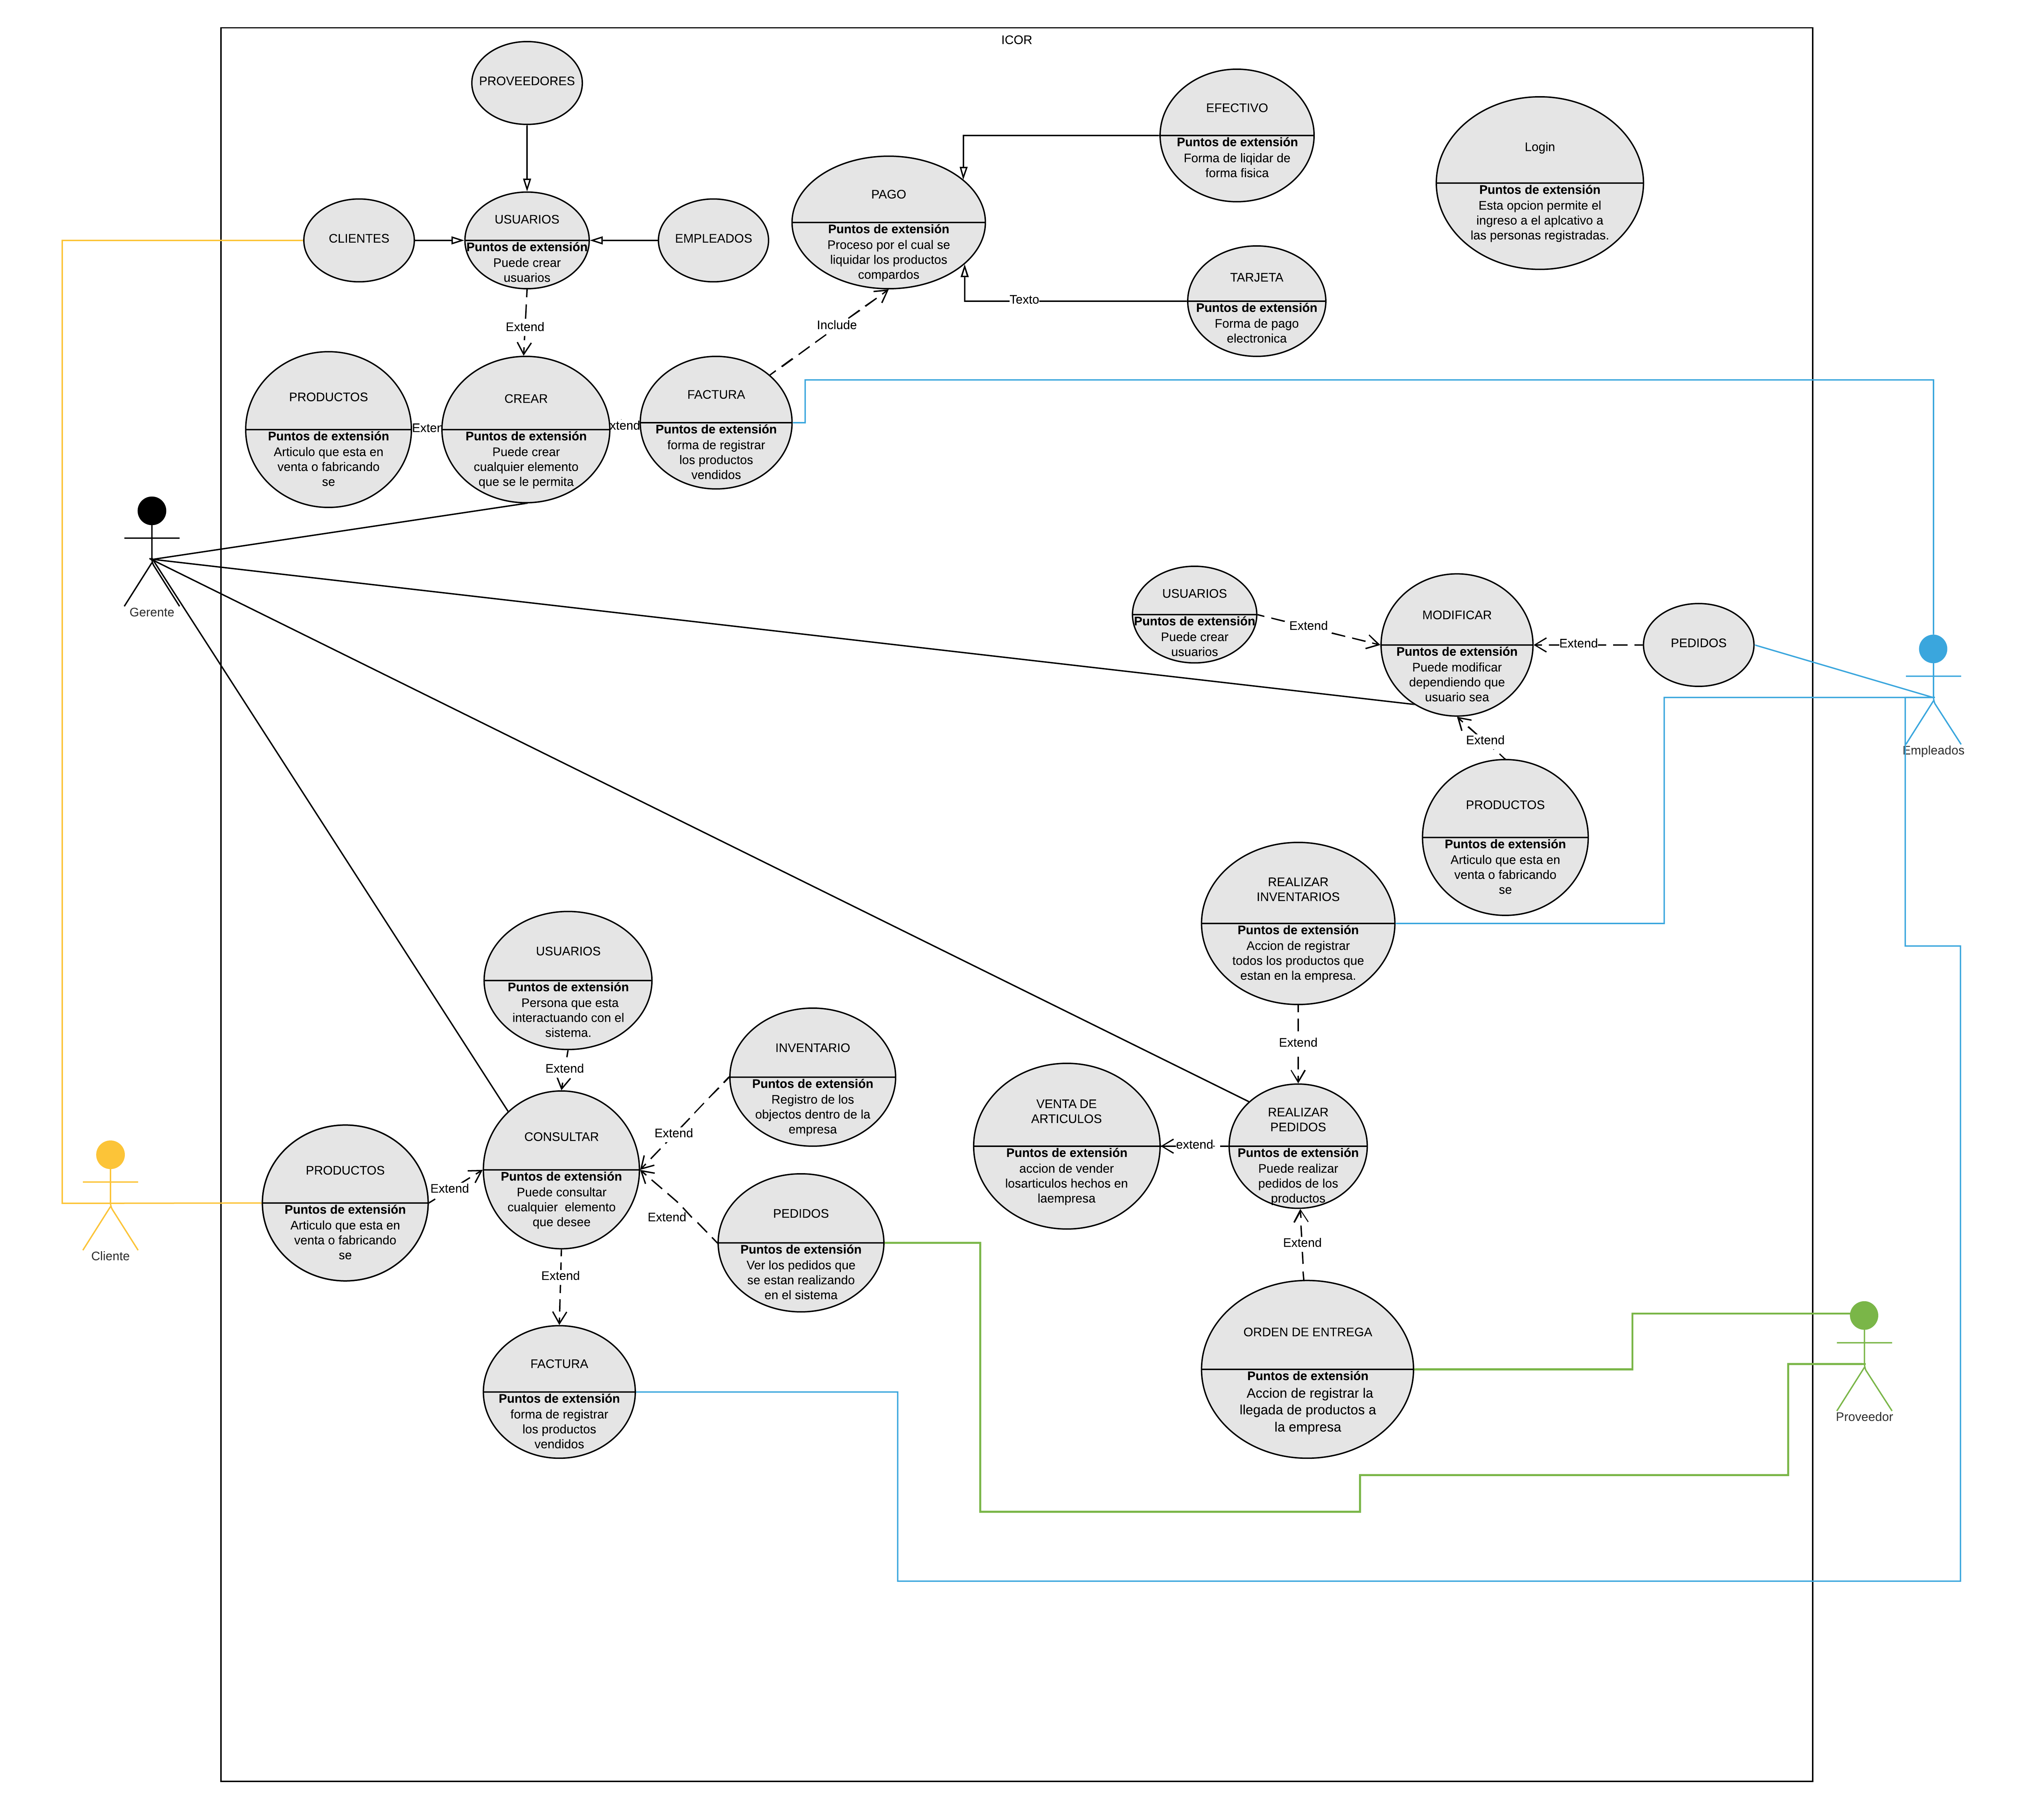 ICOR
PROVEEDORES
EFECTIVO
Puntos de extensión
Forma de liqidar de
forma fisica
Login
Puntos de extensión
Esta opcion permite el
ingreso a el aplcativo a
las personas registradas.
PAGO
Puntos de extensión
Proceso por el cual se
liquidar los productos
compardos
CLIENTES
USUARIOS
Puntos de extensión
Puede crear
usuarios
EMPLEADOS
TARJETA
Puntos de extensión
Forma de pago
electronica
Texto
Extend
Include
PRODUCTOS
Puntos de extensión
Articulo que esta en
venta o fabricando
se
Exten
CREAR
Puntos de extensión
Puede crear
cualquier elemento
que se le permita
xtend
FACTURA
Puntos de extensión
forma de registrar
los productos
vendidos
Gerente
USUARIOS
Puntos de extensión
Puede crear
usuarios
Extend
MODIFICAR
Puntos de extensión
Puede modificar
dependiendo que
usuario sea
Extend
PEDIDOS
Empleados
Extend
PRODUCTOS
Puntos de extensión
Articulo que esta en
venta o fabricando
se
REALIZAR
INVENTARIOS
Puntos de extensión
Accion de registrar
todos los productos que
estan en la empresa.
USUARIOS
Puntos de extensión
Persona que esta
interactuando con el
sistema.
Extend
INVENTARIO
Puntos de extensión
Registro de los
objectos dentro de la
empresa
Extend
Extend
VENTA DE
ARTICULOS
Puntos de extensión
accion de vender
losarticulos hechos en
laempresa
extend
REALIZAR
PEDIDOS
Puntos de extensión
Puede realizar
pedidos de los
productos
CONSULTAR
Puntos de extensión
Puede consultar
cualquier elemento
que desee
PRODUCTOS
Puntos de extensión
Articulo que esta en
venta o fabricando
se
Extend
Cliente
Extend
PEDIDOS
Puntos de extensión
Ver los pedidos que
se estan realizando
en el sistema
Extend
Extend
FACTURA
Puntos de extensión
forma de registrar
los productos
vendidos
ORDEN DE ENTREGA
Puntos de extensión
Accion de registrar la
llegada de productos a
la empresa
Proveedor